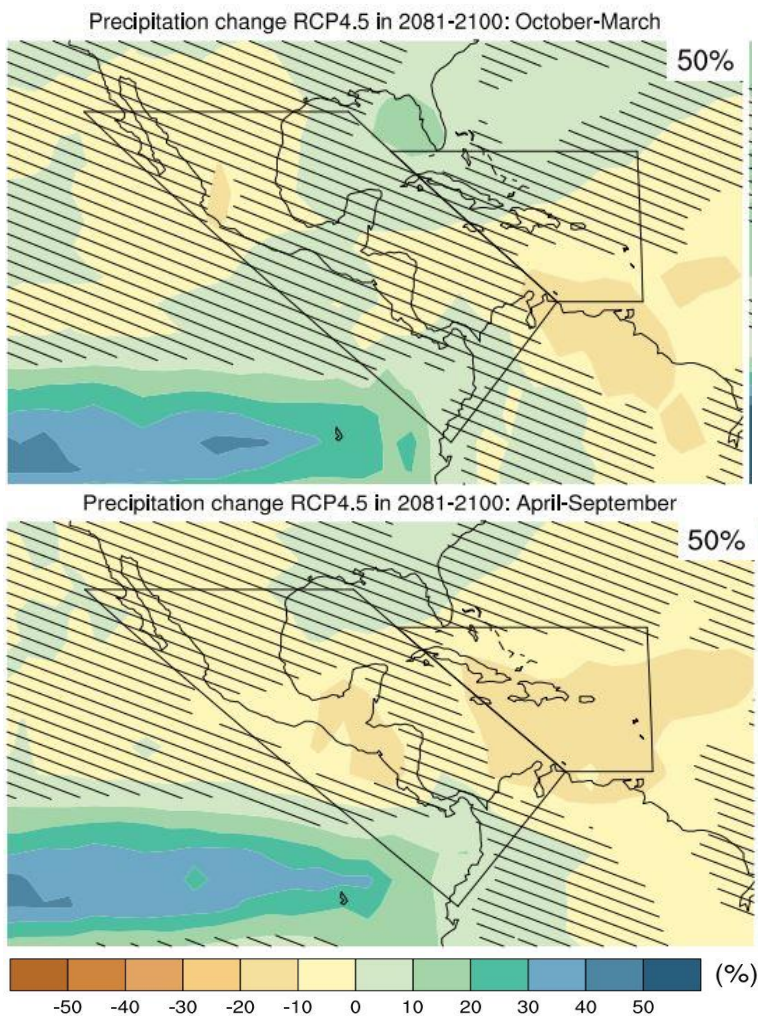 Precipitation change RCP4.5 in 2081-2100: October-March
50%
Precipitation change RCP4.5 in 2081-2100: April-September
50%
(%)
-50 -40 -30 -20 -10 0 10 20 30 40 50